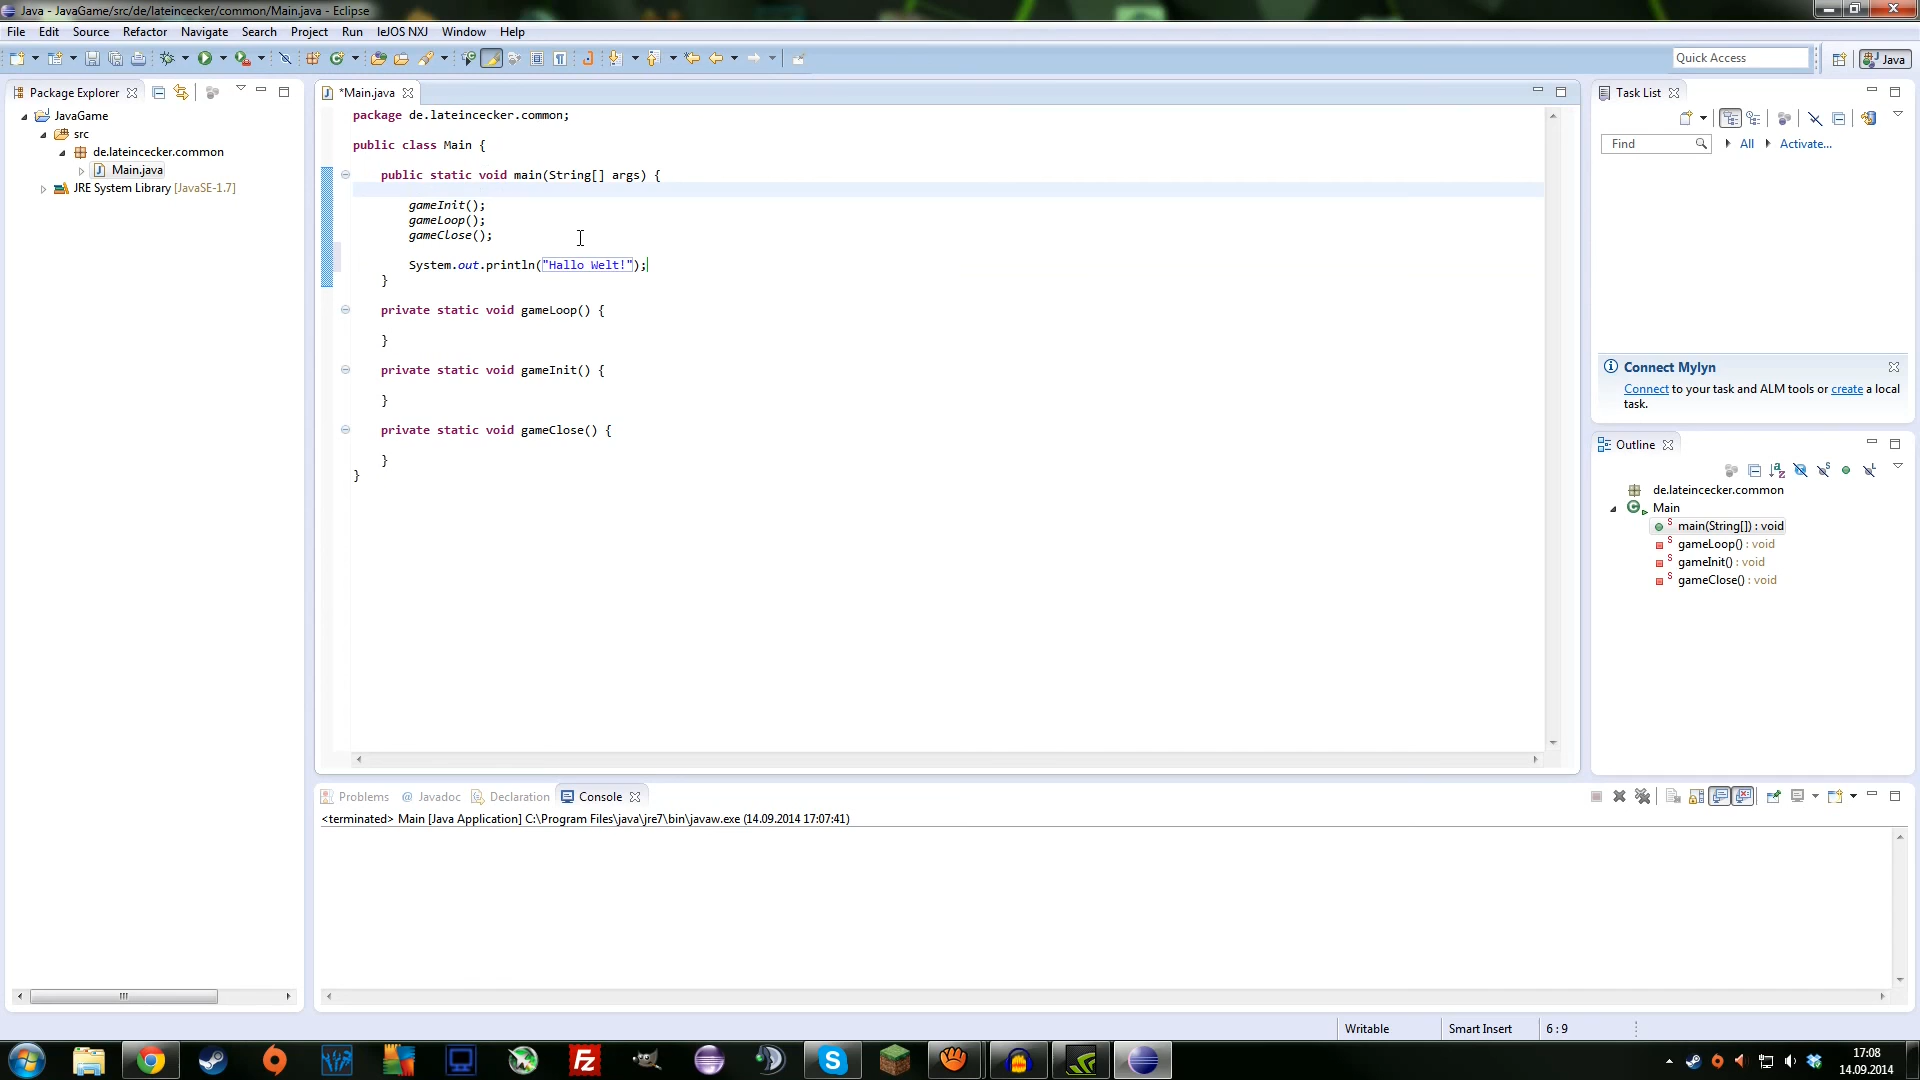 Java - JavaGame/src/de/lateincecker/common/Main.java - Eclipse
File Edit Source Refactor Navigate Search Project Run leJOS NXJ Window Help
Quick Access
Java
Package Explorer
JavaGame
src
de.lateincecker.common
Main.java
JRE System Library [JavaSE-1.7]
*Main.java
package de.lateincecker.common;
public class Main {
public static void main(String[] args) {
gameInit();
gameLoop();
gameClose();
System.out.println("Hallo Welt!");
}
private static void gameLoop() {
}
private static void gameInit() {
}
private static void gameClose() {
}
}
Task List
Find
All
Activate...
Connect Mylyn
Connect to your task and ALM tools or create a local
task.
Outline
de.lateincecker.common
Main
main(String[]) : void
gameLoop() : void
gameInit() : void
gameClose() : void
Problems @ Javadoc Declaration Console
<terminated> Main [Java Application] C:\Program Files\java\jre7\bin\javaw.exe (14.09.2014 17:07:41)
Writable Smart Insert 6 : 9
17:08
14.09.2014